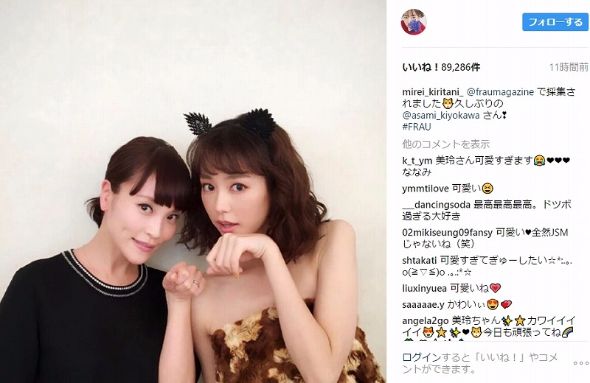 フォローする
いいね！89,286件
11時間前
mirei_kiritani_ @fraumagazine で採集さ
れました🐱久しぶりの
@asami_kiyokawa さん❣
#FRAU
他のコメントを表示
k_t_ym 美玲さん可愛すぎます😭♥♥♥
ななみ
ymmtilove 可愛い😆
___dancingsoda 最高最高最高。ドツボ
過ぎる大好き
02mikiseung09fansy 可愛い♥全然JSM
じゃないね（笑）
shtakati 可愛すぎてぎゅーしたい☆*:.｡.
o(≧▽≦)o .｡.:*☆
liuxinyuea 可愛いね💗
saaaaae.y かわいぃ😍💕
angela2go 美玲ちゃん✨⭐カワイイイイ
イイ🐱⭐✨♥🐱今日も頑張ってね🌈
ログインすると「いいね！」やコメ
ントができます。